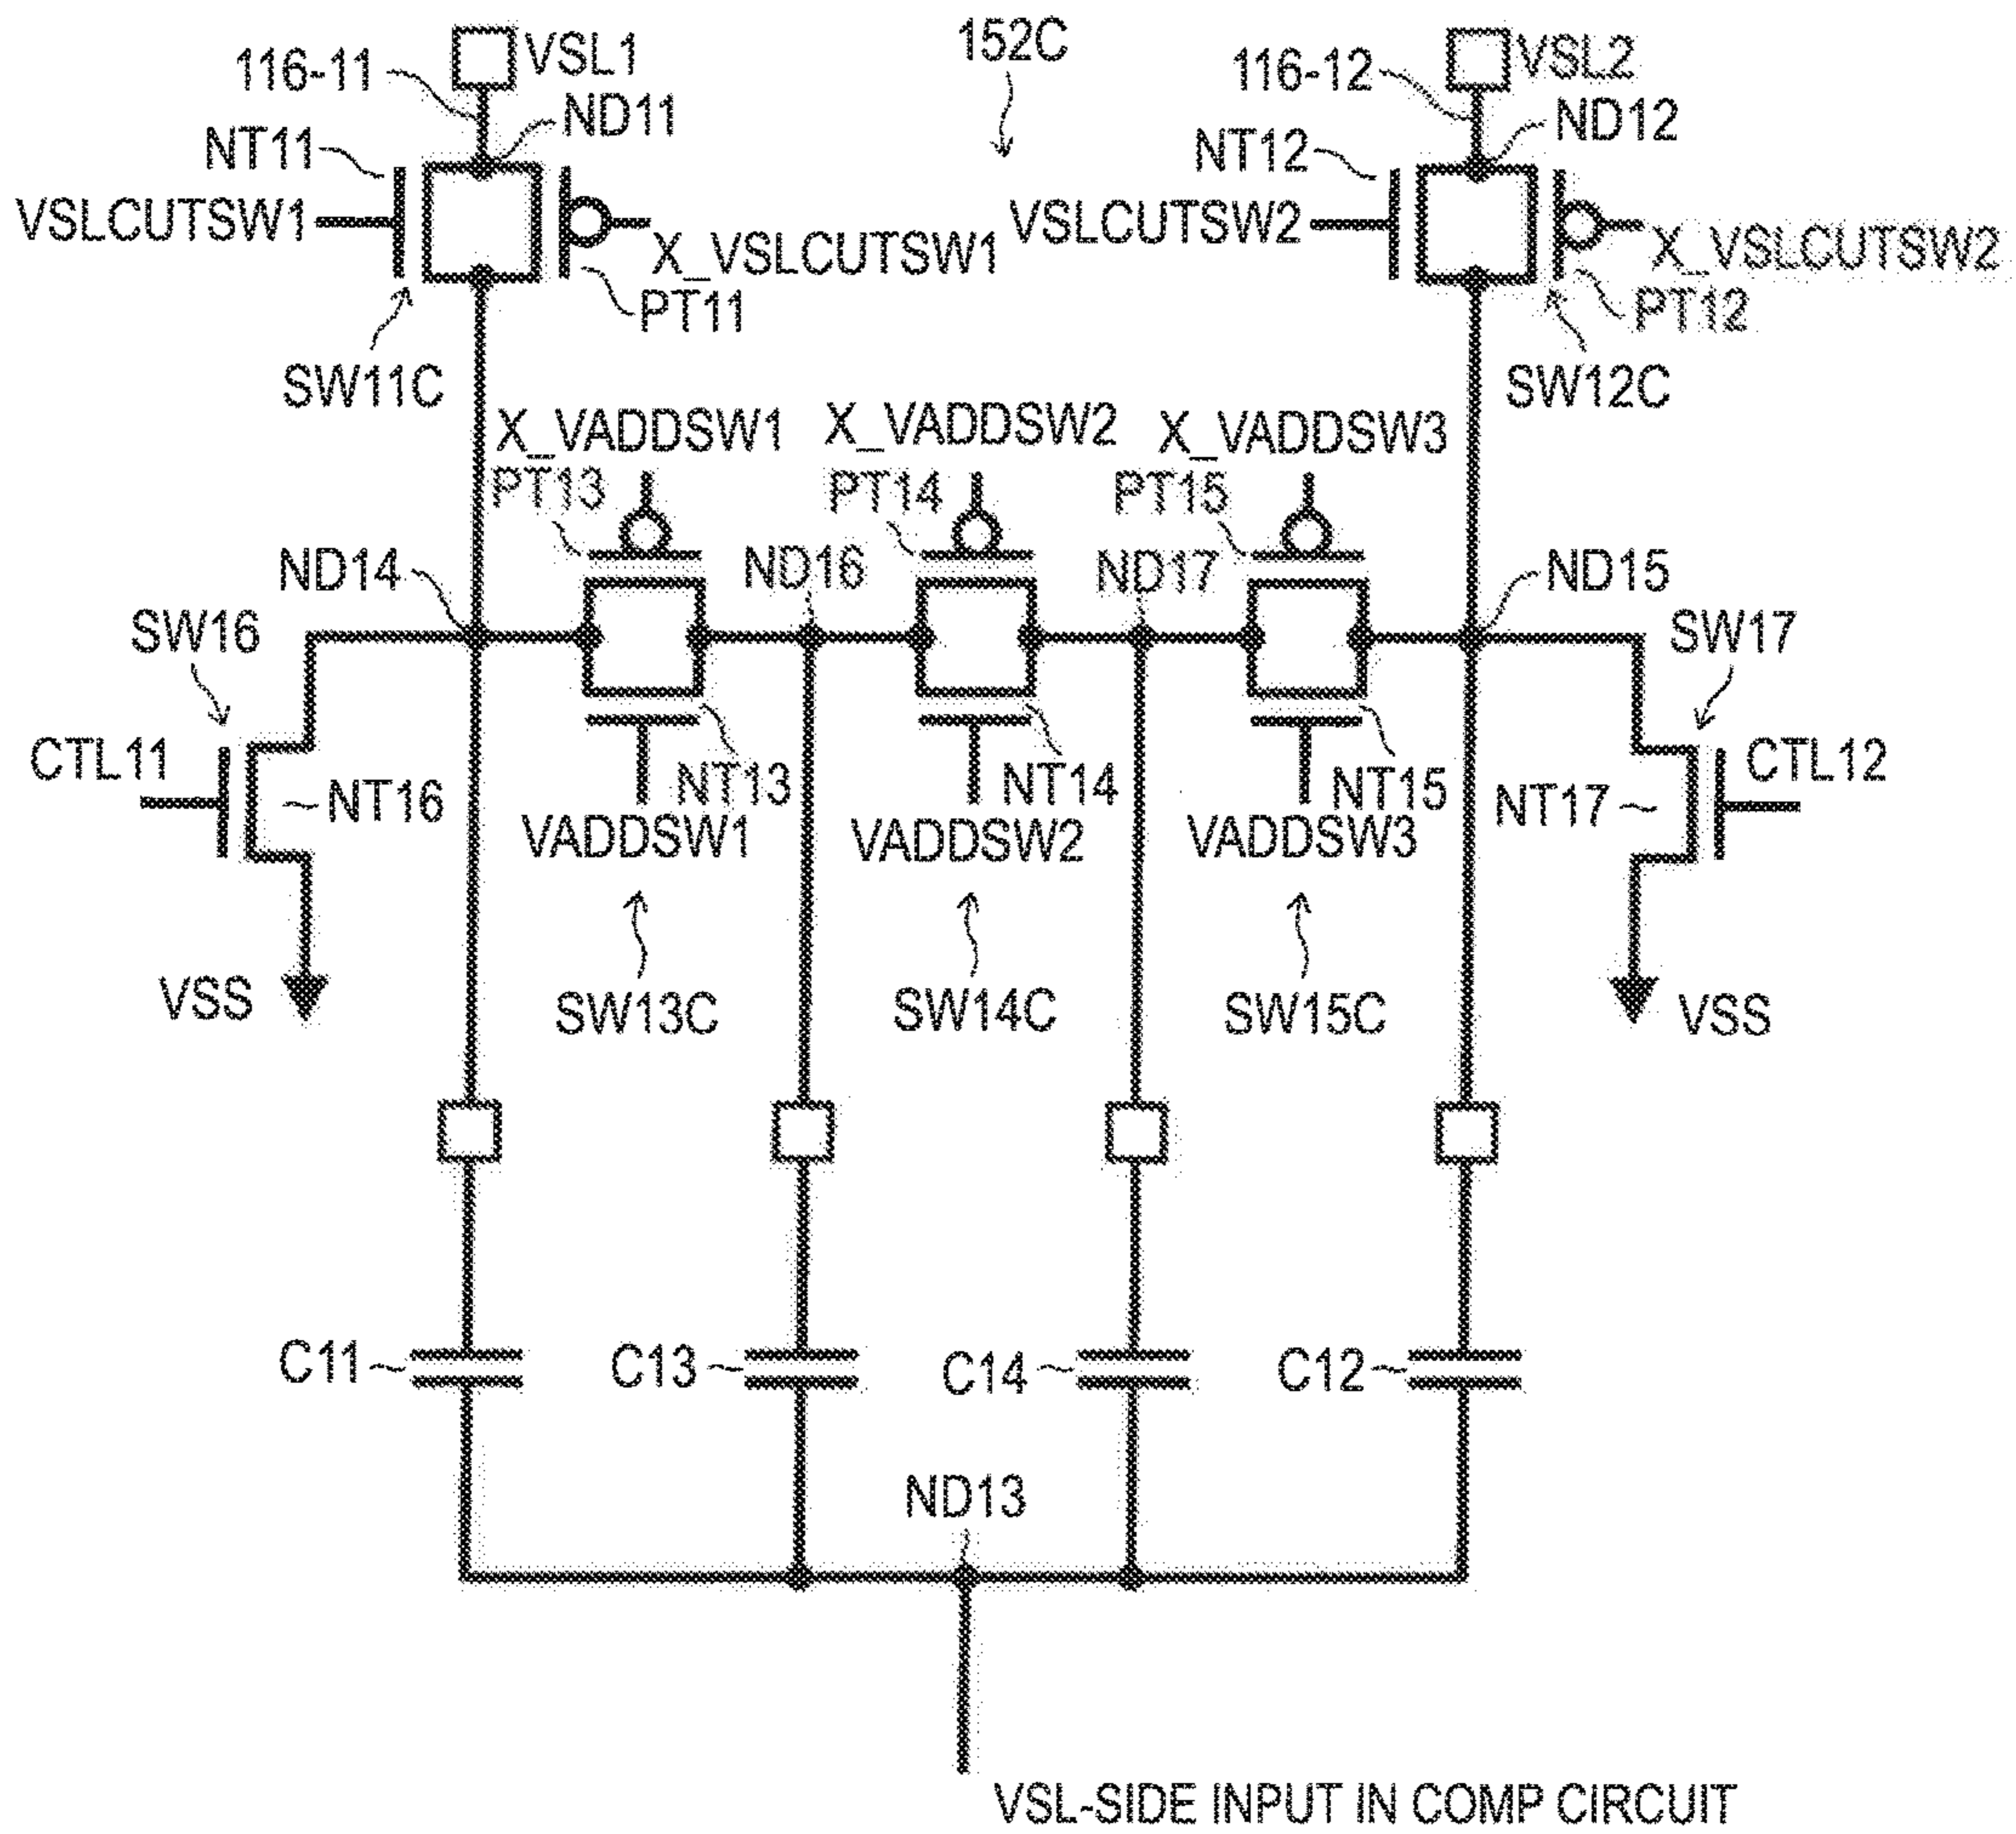 152C
VSL1
VSL2
116-11
116-12
ND11
ND12
NT11
NT12
VSLCUTSW1
VSLCUTSW2
X_VSLCUTSW1
X_VSLCUTSW2
PT11
PT12
SW11C
SW12C
X_VADDSW1
X_VADDSW2
X_VADDSW3
PT13
PT14
PT15
ND14
ND16
ND17
ND15
SW16
SW17
CTL11
CTL12
NT16
NT13
NT14
NT15
NT17
VADDSW1
VADDSW2
VADDSW3
VSS
SW13C
SW14C
SW15C
VSS
C11
C13
C14
C12
ND13
VSL-SIDE INPUT IN COMP CIRCUIT